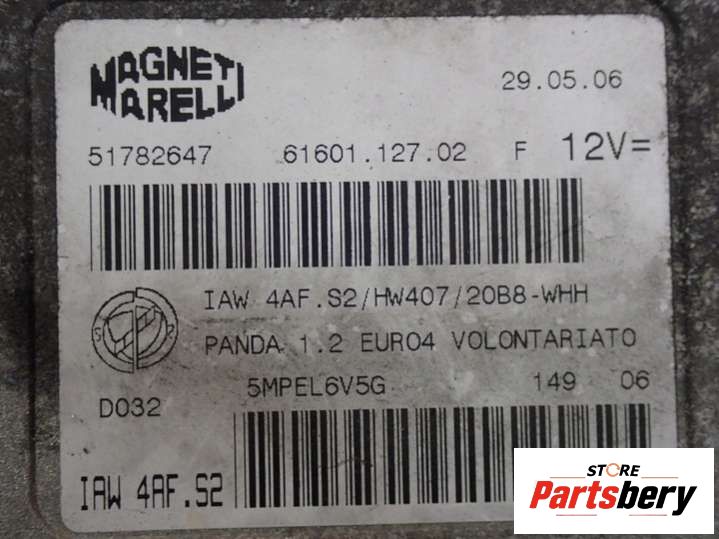 MAGNETI MARELLI
29.05.06
51782647 61601.127.02 F 12V=
IAW 4AF.S2/HW407/20B8-WHH
PANDA 1.2 EURO4 VOLONTARIATO
5MPEL6V5G 149 06
D032
IAW 4AF.S2
STORE
Partsbery